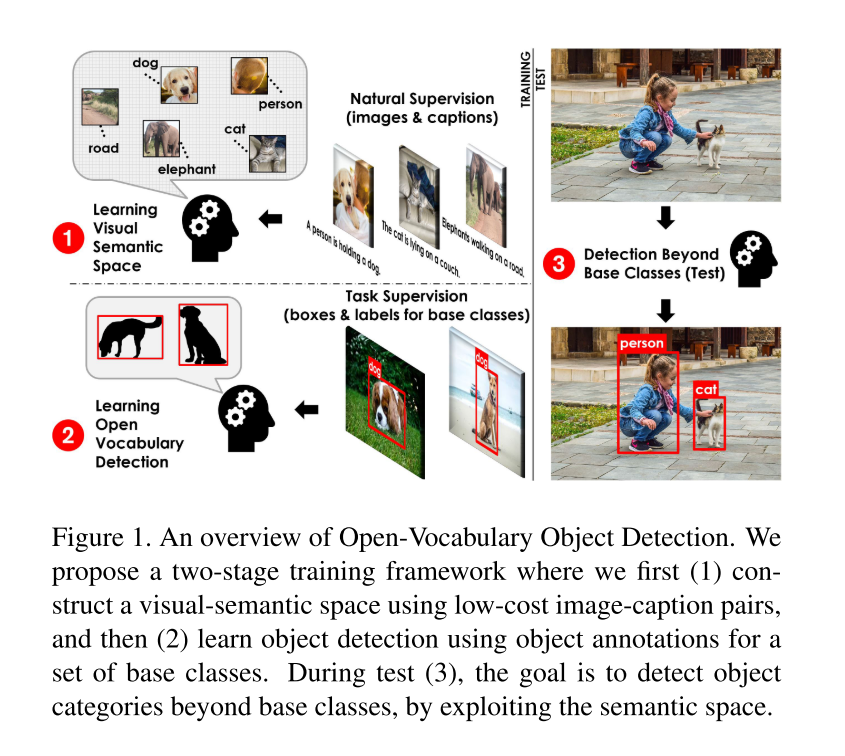 dog
person
road
cat
elephant
Natural Supervision
(images & captions)
A person is holding a dog.
The cat is lying on a couch.
Elephants walking on a road.
1
Learning
Visual
Semantic
Space
Task Supervision
(boxes & labels for base classes)
dog
dog
2
Learning
Open
Vocabulary
Detection
TRAINING
TEST
3
Detection Beyond
Base Classes (Test)
person
cat
Figure 1. An overview of Open-Vocabulary Object Detection. We
propose a two-stage training framework where we first (1) con-
struct a visual-semantic space using low-cost image-caption pairs,
and then (2) learn object detection using object annotations for a
set of base classes. During test (3), the goal is to detect object
categories beyond base classes, by exploiting the semantic space.